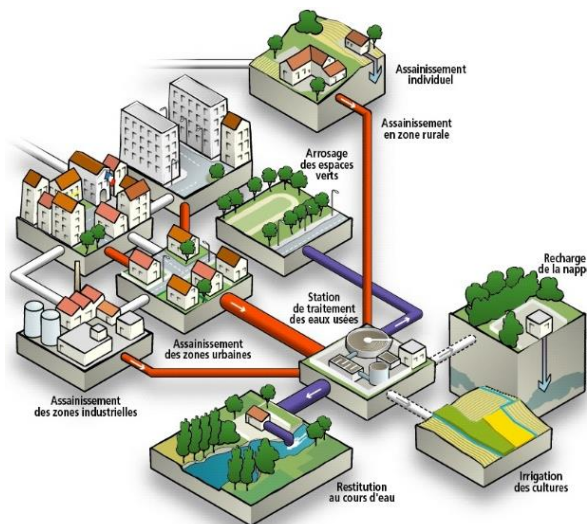 Assainissement
individuel
Assainissement
en zone rurale
Arrosage
des espaces
verts
Recharge
de la nappe
Station
de traitement
des eaux usées
Assainissement
des zones urbaines
Assainissement
des zones industrielles
Restitution
au cours d'eau
Irrigation
des cultures